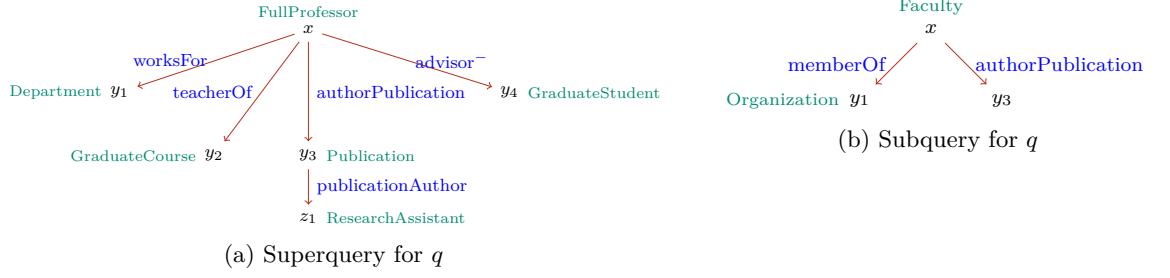 FullProfessor
x
worksFor
advisor⁻
Department y₁
teacherOf
authorPublication
y₄ GraduateStudent
GraduateCourse y₂
y₃ Publication
publicationAuthor
z₁ ResearchAssistant
(a) Superquery for q
Faculty
x
memberOf
authorPublication
Organization y₁
y₃
(b) Subquery for q